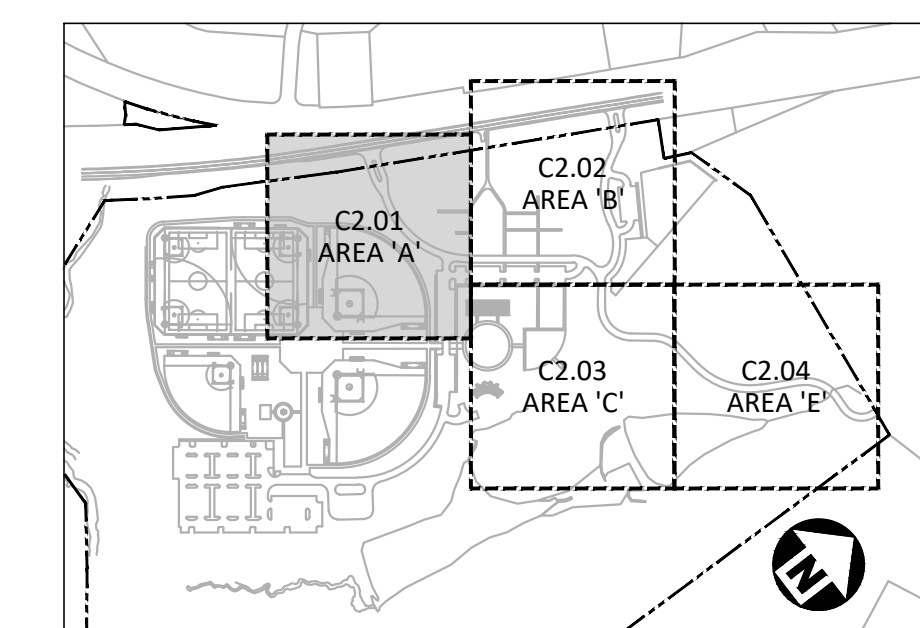 C2.01
AREA 'A'
C2.02
AREA 'B'
C2.03
AREA 'C'
C2.04
AREA 'E'
N